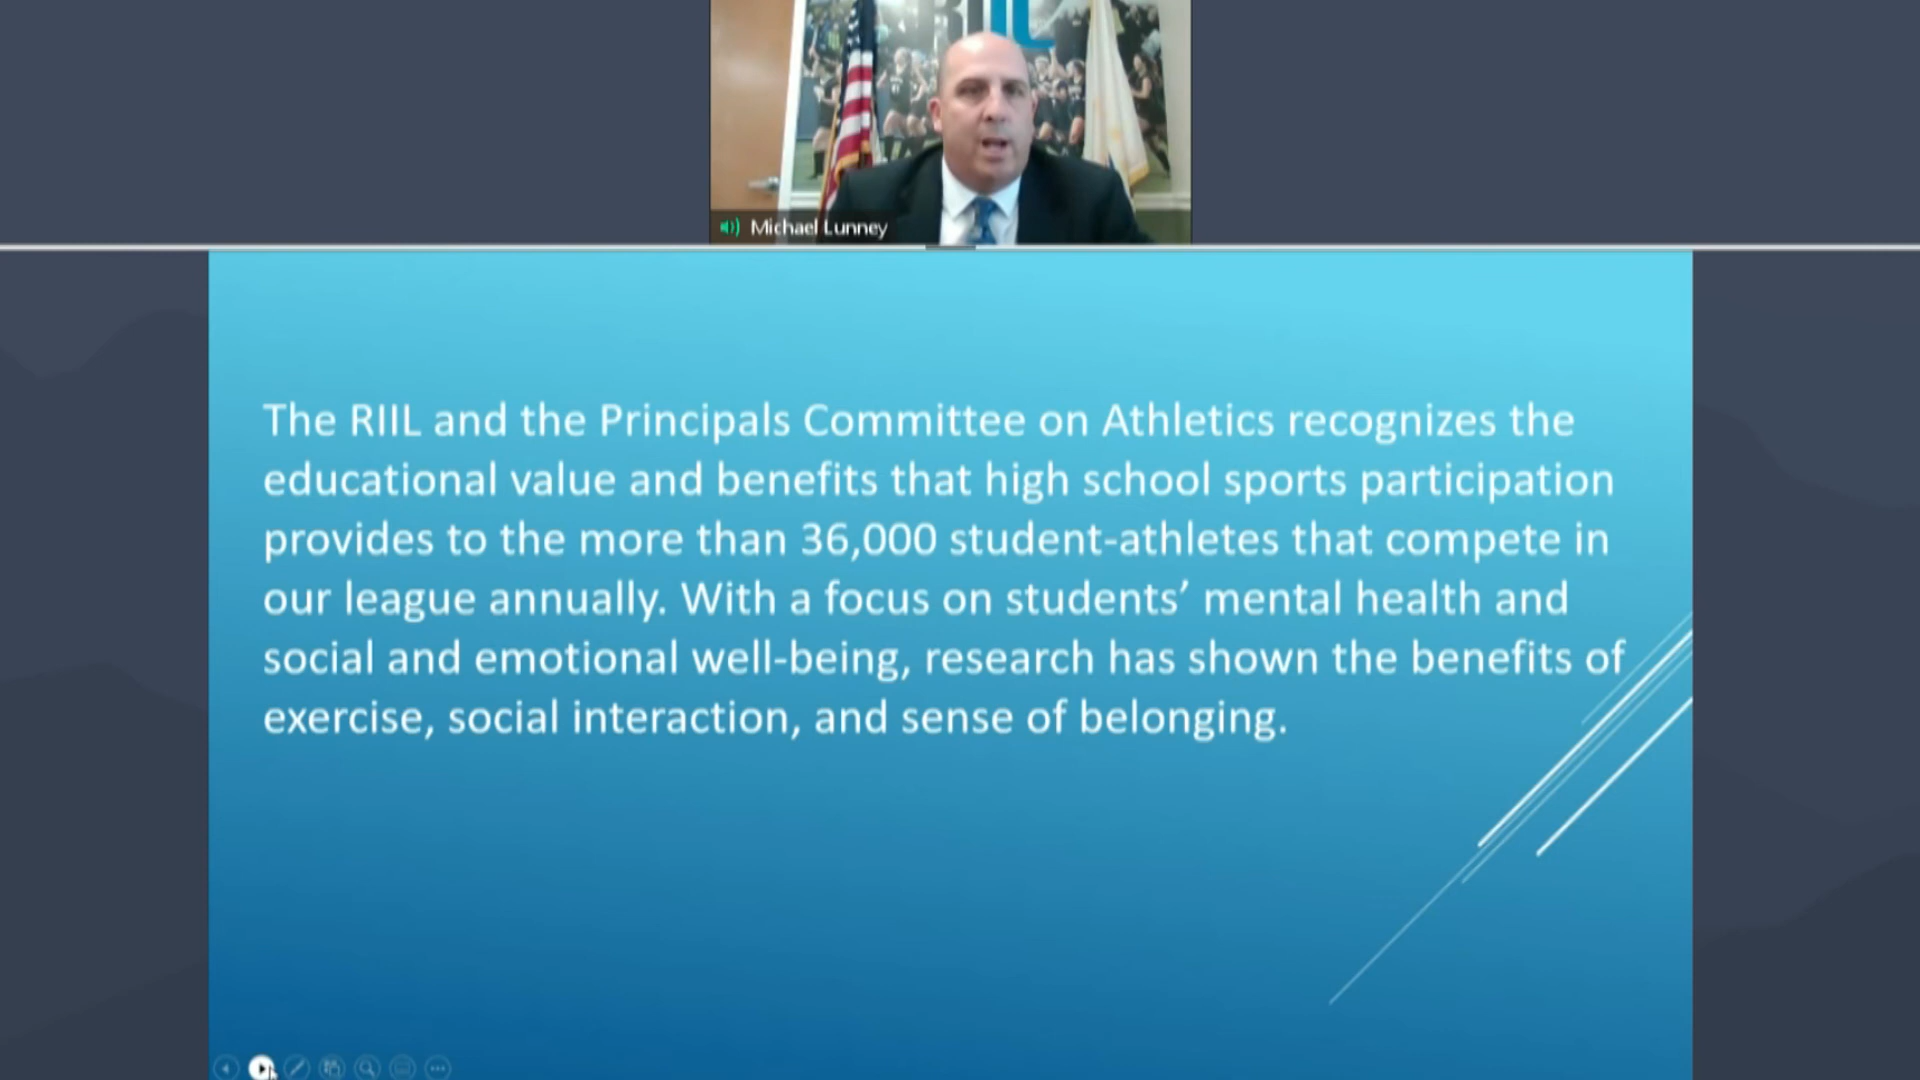 RIIL
Michael Lunney
The RIIL and the Principals Committee on Athletics recognizes the
educational value and benefits that high school sports participation
provides to the more than 36,000 student-athletes that compete in
our league annually. With a focus on students’ mental health and
social and emotional well-being, research has shown the benefits of
exercise, social interaction, and sense of belonging.